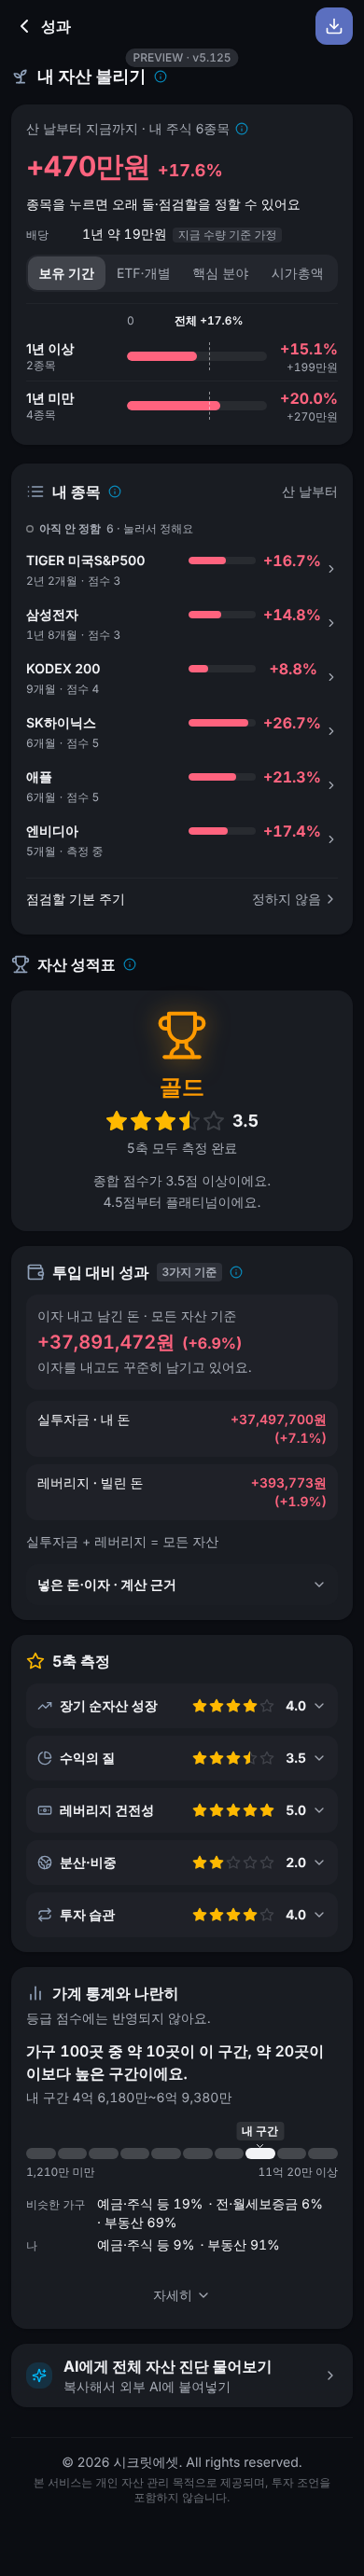 성과
PREVIEW · v5.125
내 자산 불리기
산 날부터 지금까지 · 내 주식 6종목
+470만원 +17.6%
종목을 누르면 오래 둘·점검할을 정할 수 있어요
배당 1년 약 19만원 지금 수량 기준 가정
보유 기간 ETF·개별 핵심 분야 시가총액
0 전체 +17.6%
1년 이상 +15.1%
2종목 +199만원
1년 미만 +20.0%
4종목 +270만원
내 종목 산 날부터
아직 안 정함 6 · 눌러서 정해요
TIGER 미국S&P500 +16.7%
2년 2개월 · 점수 3
삼성전자 +14.8%
1년 8개월 · 점수 3
KODEX 200 +8.8%
9개월 · 점수 4
SK하이닉스 +26.7%
6개월 · 점수 5
애플 +21.3%
6개월 · 점수 5
엔비디아 +17.4%
5개월 · 측정 중
점검할 기본 주기 정하지 않음
자산 성적표
골드
3.5
5축 모두 측정 완료
종합 점수가 3.5점 이상이에요.
4.5점부터 플래티넘이에요.
투입 대비 성과 3가지 기준
이자 내고 남긴 돈 · 모든 자산 기준
+37,891,472원 (+6.9%)
이자를 내고도 꾸준히 남기고 있어요.
실투자금 · 내 돈 +37,497,700원
(+7.1%)
레버리지 · 빌린 돈 +393,773원
(+1.9%)
실투자금 + 레버리지 = 모든 자산
넣은 돈·이자 · 계산 근거
5축 측정
장기 순자산 성장 4.0
수익의 질 3.5
레버리지 건전성 5.0
분산·비중 2.0
투자 습관 4.0
가계 통계와 나란히
등급 점수에는 반영되지 않아요.
가구 100곳 중 약 10곳이 이 구간, 약 20곳이
이보다 높은 구간이에요.
내 구간 4억 6,180만~6억 9,380만
내 구간
1,210만 미만 11억 20만 이상
비슷한 가구 예금·주식 등 19% · 전·월세보증금 6%
· 부동산 69%
나 예금·주식 등 9% · 부동산 91%
자세히
AI에게 전체 자산 진단 물어보기
복사해서 외부 AI에 붙여넣기
© 2026 시크릿에셋. All rights reserved.
본 서비스는 개인 자산 관리 목적으로 제공되며, 투자 조언을
포함하지 않습니다.